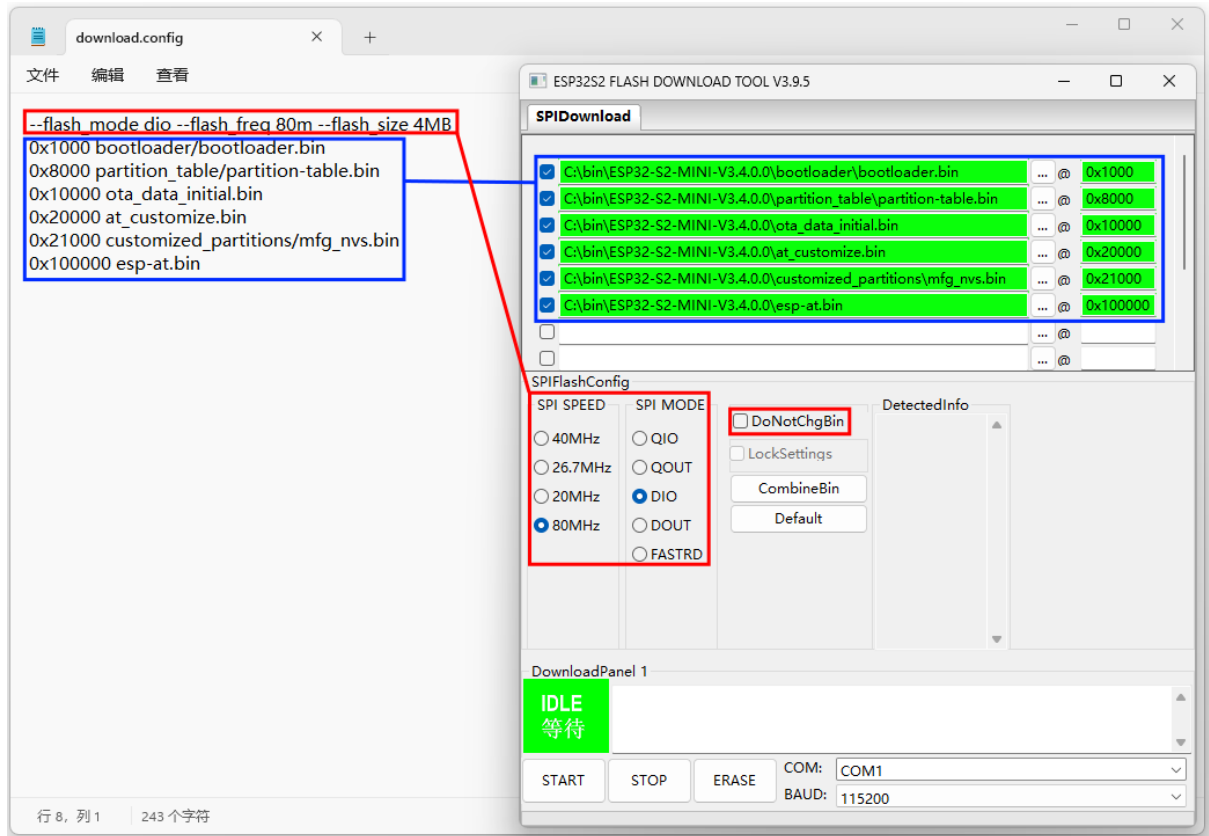 download.config
文件 编辑 查看
--flash_mode dio --flash_freq 80m --flash_size 4MB
0x1000 bootloader/bootloader.bin
0x8000 partition_table/partition-table.bin
0x10000 ota_data_initial.bin
0x20000 at_customize.bin
0x21000 customized_partitions/mfg_nvs.bin
0x100000 esp-at.bin
行 8, 列 1 243 个字符
ESP32S2 FLASH DOWNLOAD TOOL V3.9.5
SPIDownload
C:\bin\ESP32-S2-MINI-V3.4.0.0\bootloader\bootloader.bin ... @ 0x1000
C:\bin\ESP32-S2-MINI-V3.4.0.0\partition_table\partition-table.bin ... @ 0x8000
C:\bin\ESP32-S2-MINI-V3.4.0.0\ota_data_initial.bin ... @ 0x10000
C:\bin\ESP32-S2-MINI-V3.4.0.0\at_customize.bin ... @ 0x20000
C:\bin\ESP32-S2-MINI-V3.4.0.0\customized_partitions\mfg_nvs.bin ... @ 0x21000
C:\bin\ESP32-S2-MINI-V3.4.0.0\esp-at.bin ... @ 0x100000
... @
... @
SPIFlashConfig
SPI SPEED
40MHz
26.7MHz
20MHz
80MHz
SPI MODE
QIO
QOUT
DIO
DOUT
FASTRD
DoNotChgBin
LockSettings
CombineBin
Default
DetectedInfo
DownloadPanel 1
IDLE
等待
START STOP ERASE
COM: COM1
BAUD: 115200